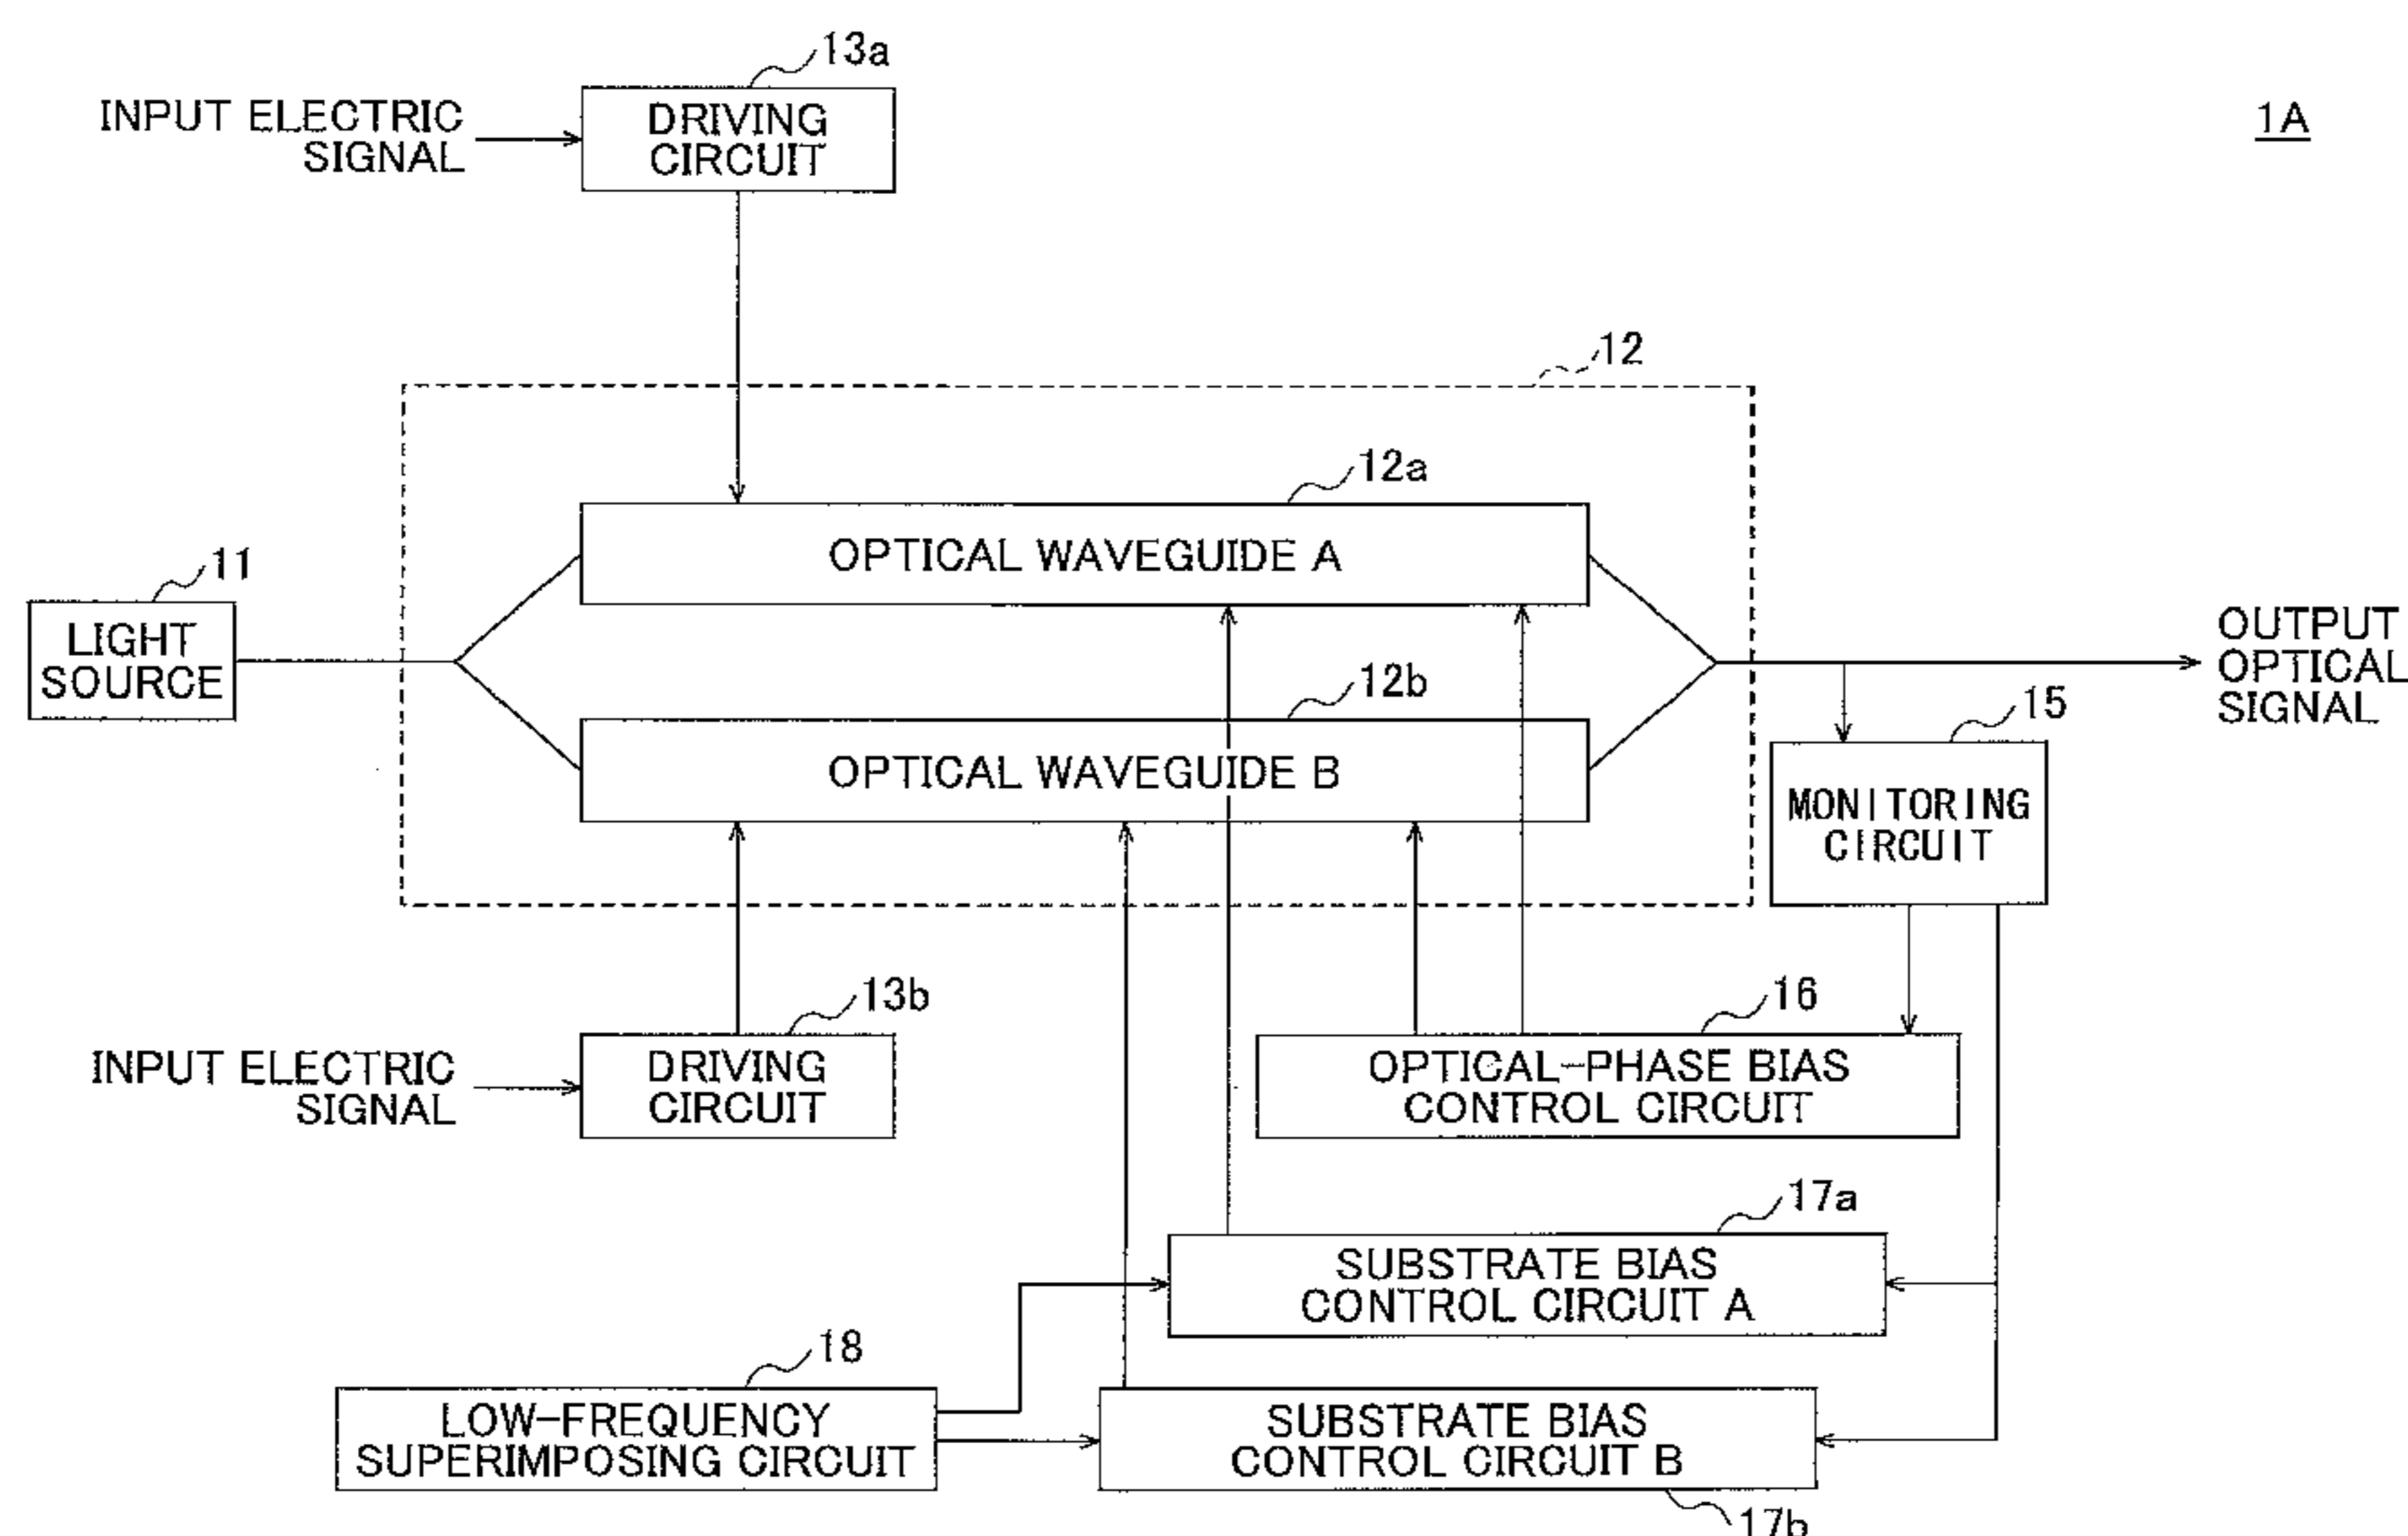 13a
INPUT ELECTRIC
SIGNAL
DRIVING
CIRCUIT
1A
12
12a
OPTICAL WAVEGUIDE A
11
LIGHT
SOURCE
12b
OPTICAL WAVEGUIDE B
OUTPUT
OPTICAL
SIGNAL
15
MONITORING
CIRCUIT
13b
INPUT ELECTRIC
SIGNAL
DRIVING
CIRCUIT
16
OPTICAL-PHASE BIAS
CONTROL CIRCUIT
17a
SUBSTRATE BIAS
CONTROL CIRCUIT A
18
LOW-FREQUENCY
SUPERIMPOSING CIRCUIT
SUBSTRATE BIAS
CONTROL CIRCUIT B
17b